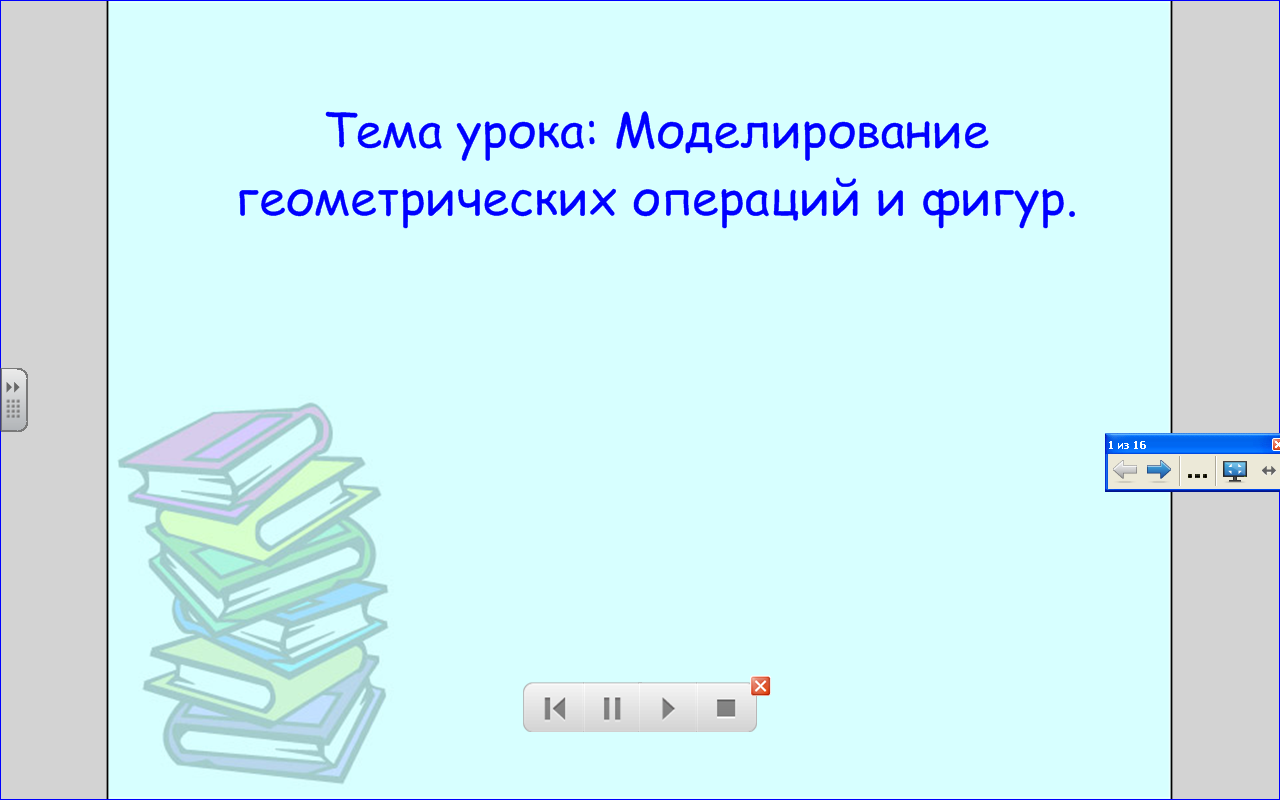 Тема урока: Моделирование
геометрических операций и фигур.
1 из 16
...